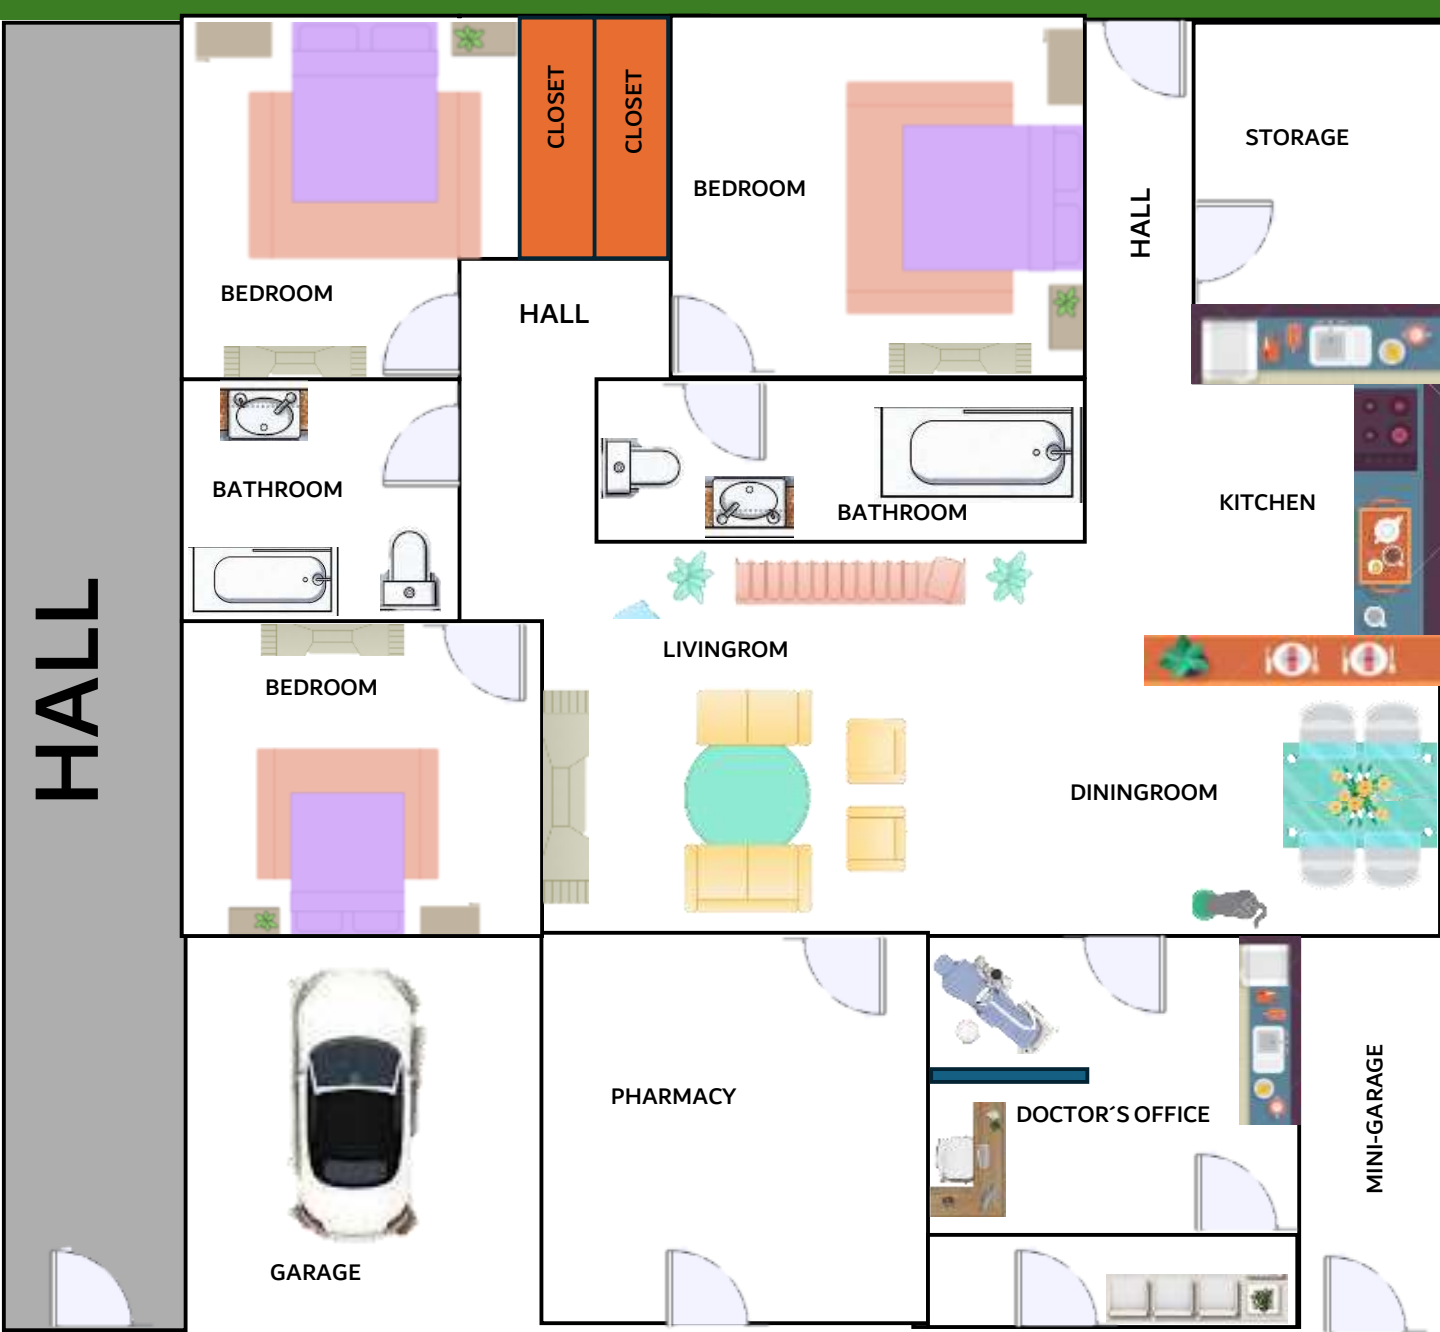 CLOSET
CLOSET
STORAGE
BEDROOM
HALL
BEDROOM
HALL
BATHROOM
BATHROOM
KITCHEN
HALL
LIVINGROM
BEDROOM
DININGROOM
PHARMACY
DOCTOR´S OFFICE
MINI-GARAGE
GARAGE